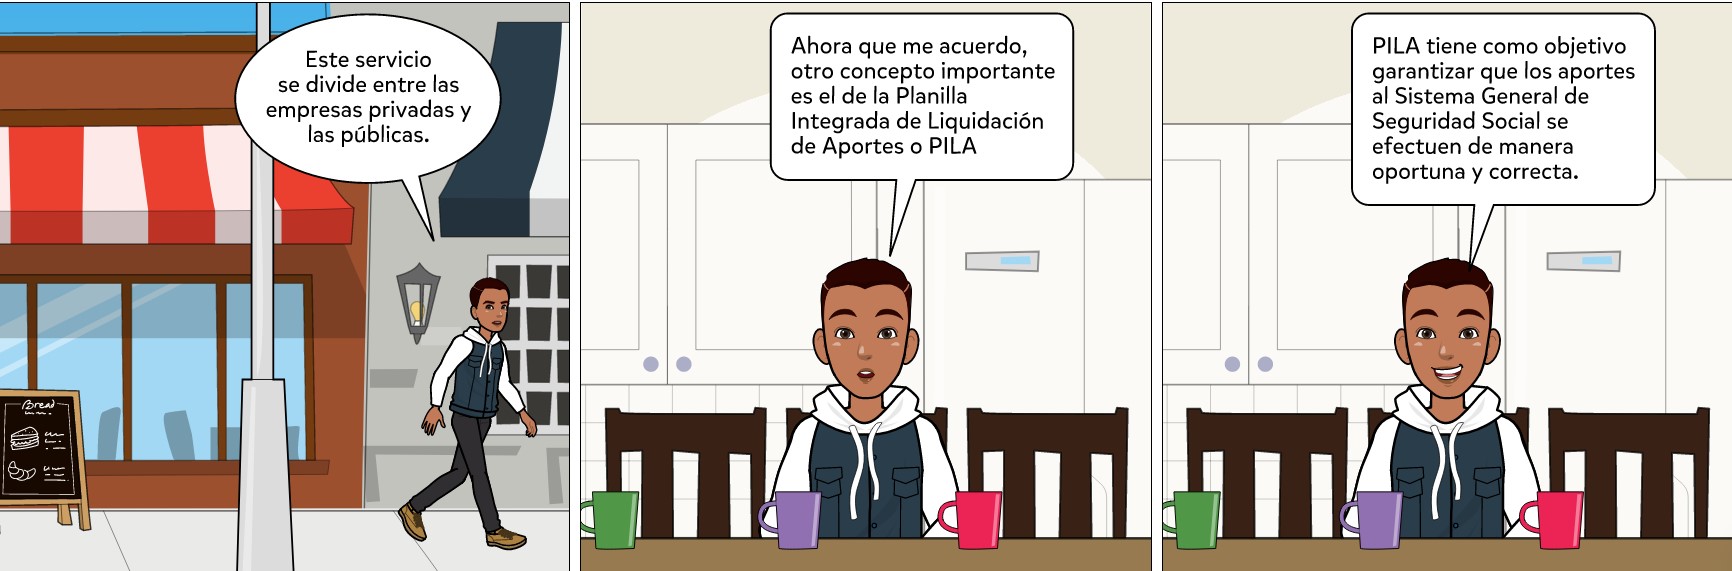 Este servicio
se divide entre las
empresas privadas y
las públicas.
Bread
Ahora que me acuerdo,
otro concepto importante
es el de la Planilla
Integrada de Liquidación
de Aportes o PILA
PILA tiene como objetivo
garantizar que los aportes
al Sistema General de
Seguridad Social se
efectuen de manera
oportuna y correcta.